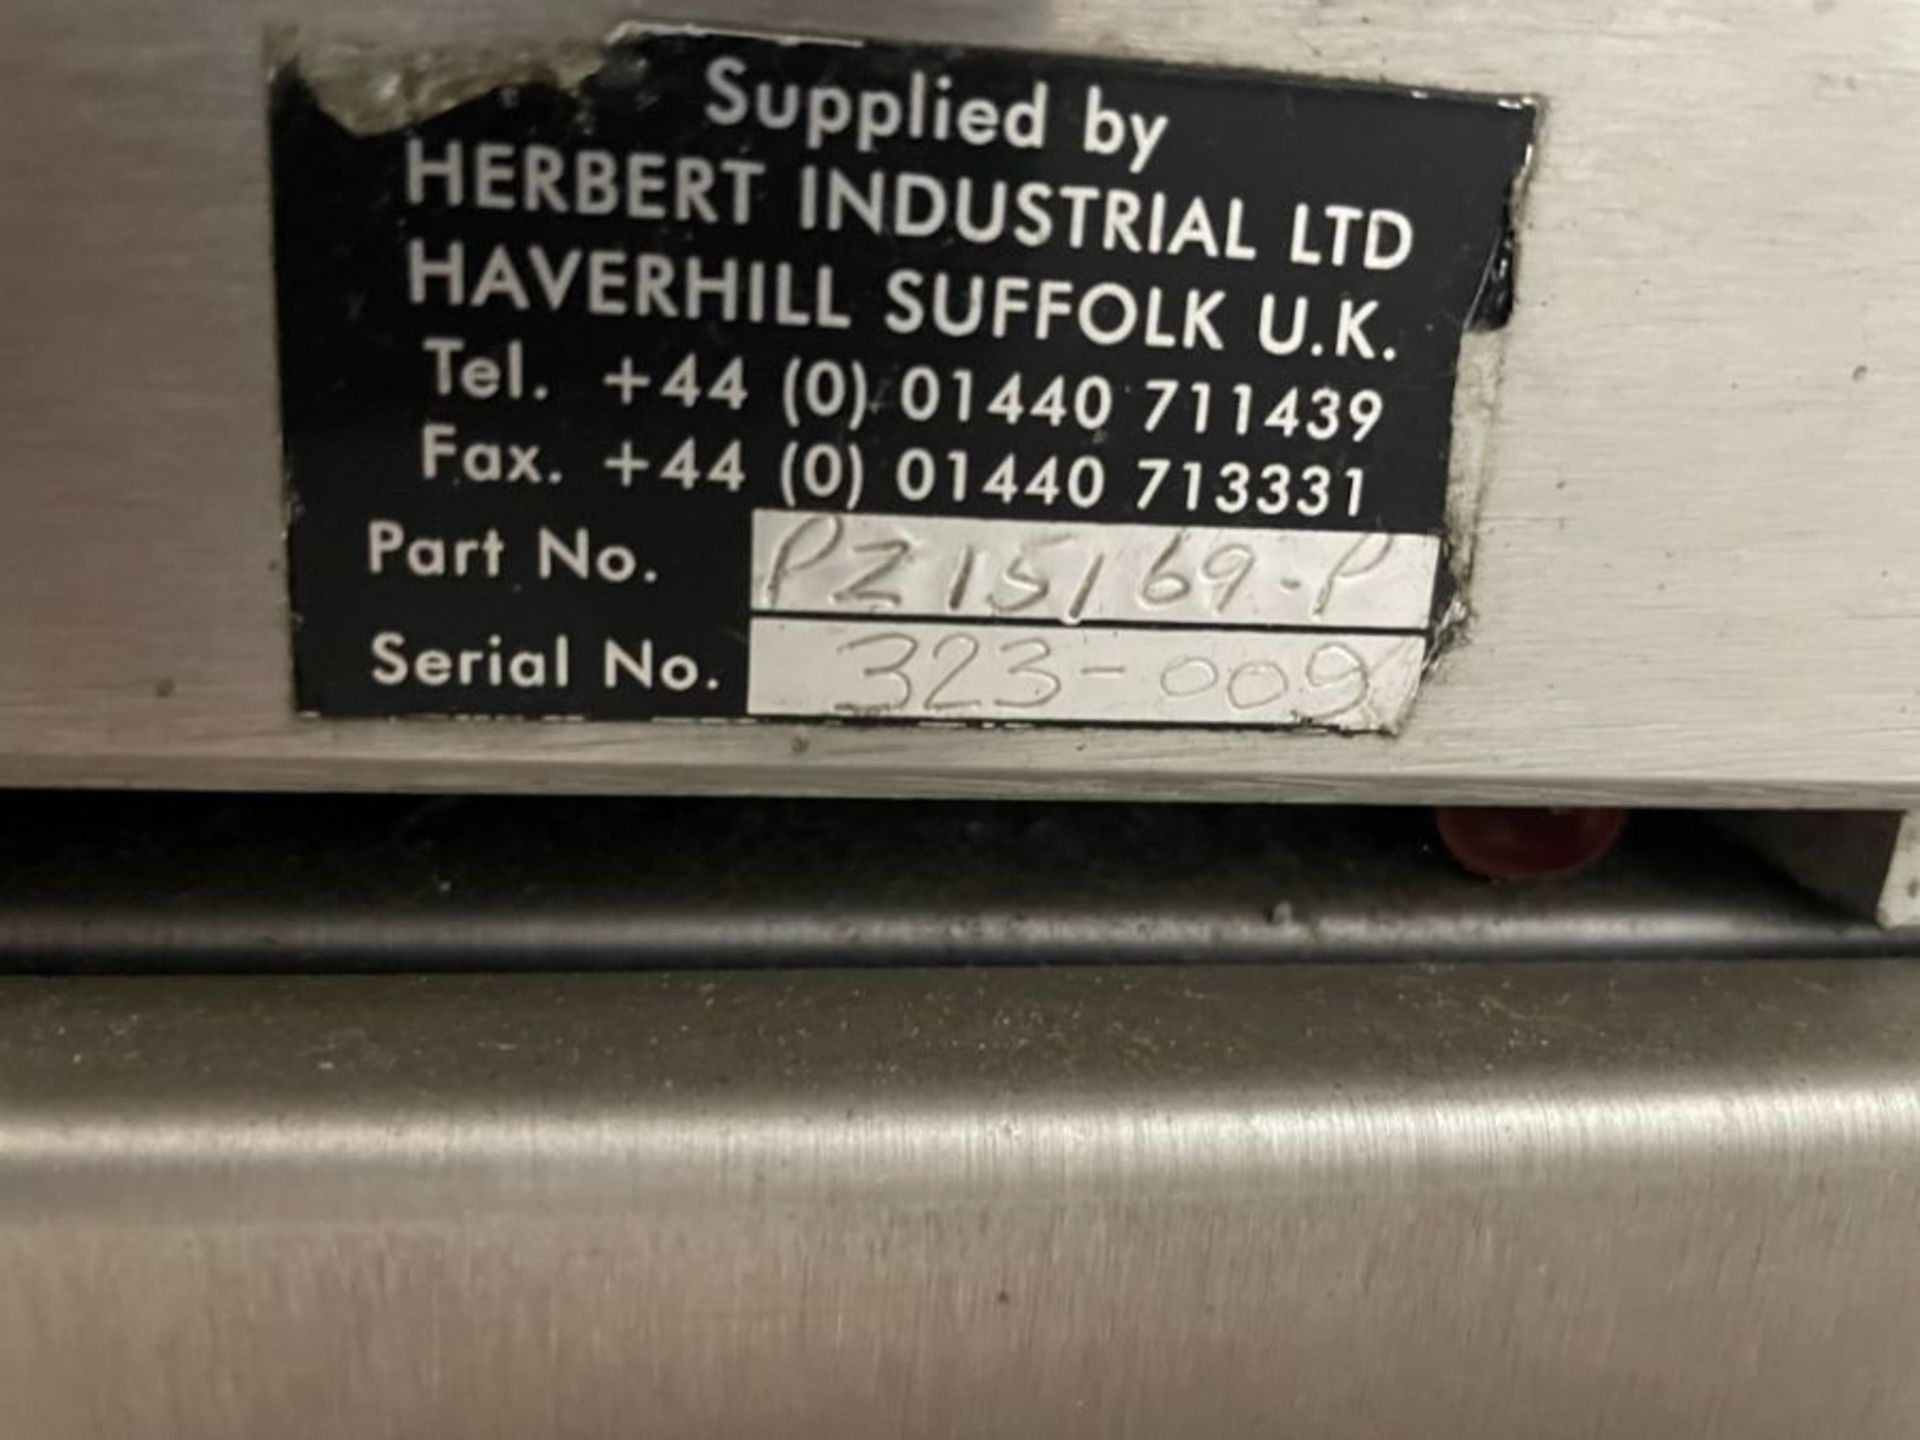 Supplied by
HERBERT INDUSTRIAL LTD
HAVERHILL SUFFOLK U.K.
Tel. +44 (0) 01440 711439
Fax. +44 (0) 01440 713331
Part No. PZ15169-P
Serial No. 323-009